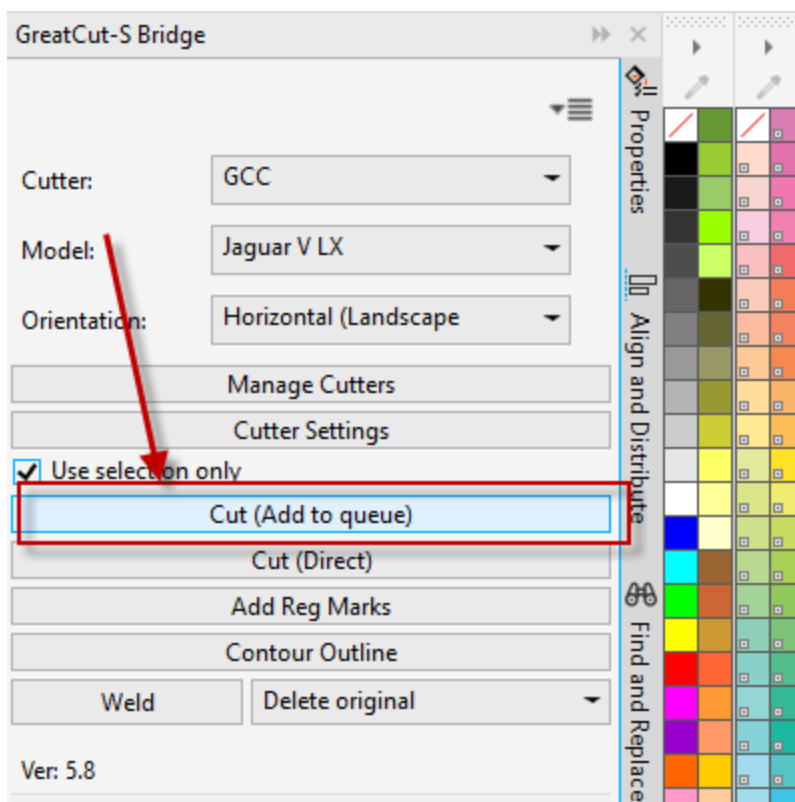 GreatCut-S Bridge
Cutter:
GCC
Model:
Jaguar V LX
Orientation:
Horizontal (Landscape
Manage Cutters
Cutter Settings
Use selection only
Cut (Add to queue)
Cut (Direct)
Add Reg Marks
Contour Outline
Weld
Delete original
Ver: 5.8
Properties
Align and Distribute
Find and Replace